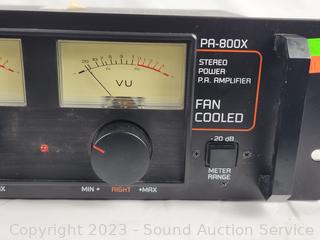 PA-800X
STEREO
POWER
P.A. AMPLIFIER
VU
FAN
COOLED
-20 dB
METER
RANGE
MIN •
RIGHT
• MAX
Copyright 2023 - Sound Auction Service